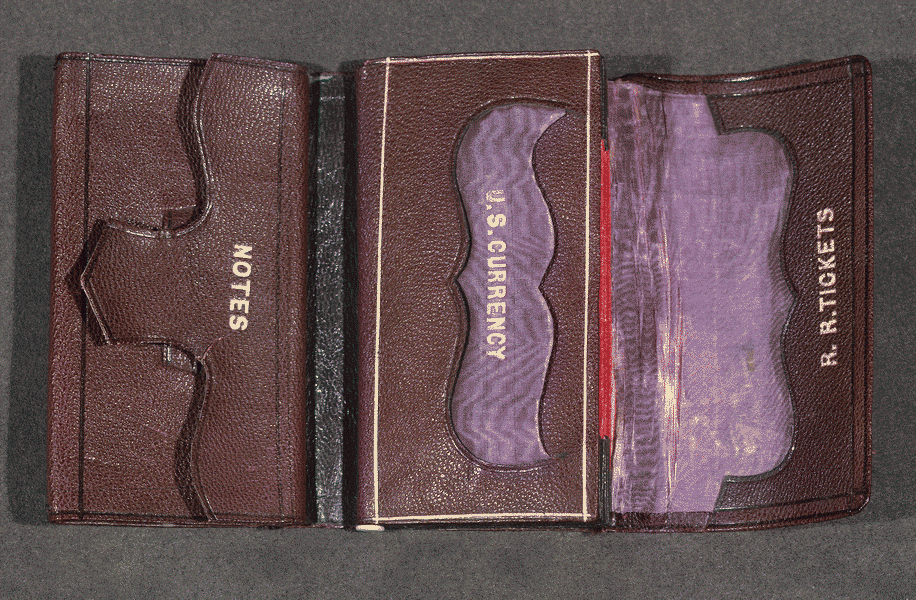 NOTES
U.S. CURRENCY
R. R. TICKETS